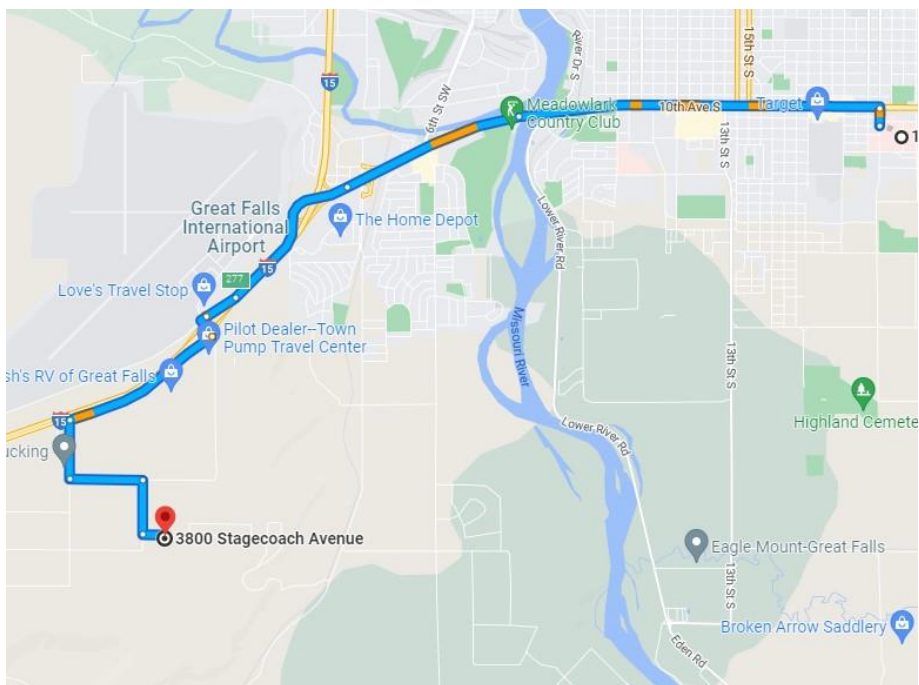 15
River Dr S
15th St S
6th St SW
Meadowlark
Country Club
10th Ave S
Target
13th St S
1
Great Falls
International
Airport
The Home Depot
Lower River Rd
277
15
Love's Travel Stop
Pilot Dealer--Town
Pump Travel Center
Missouri River
13th St S
sh's RV of Great Falls
15
ucking
Lower River Rd
Highland Cemete
3800 Stagecoach Avenue
Eagle Mount-Great Falls
13th St S
Broken Arrow Saddlery
Eden Rd